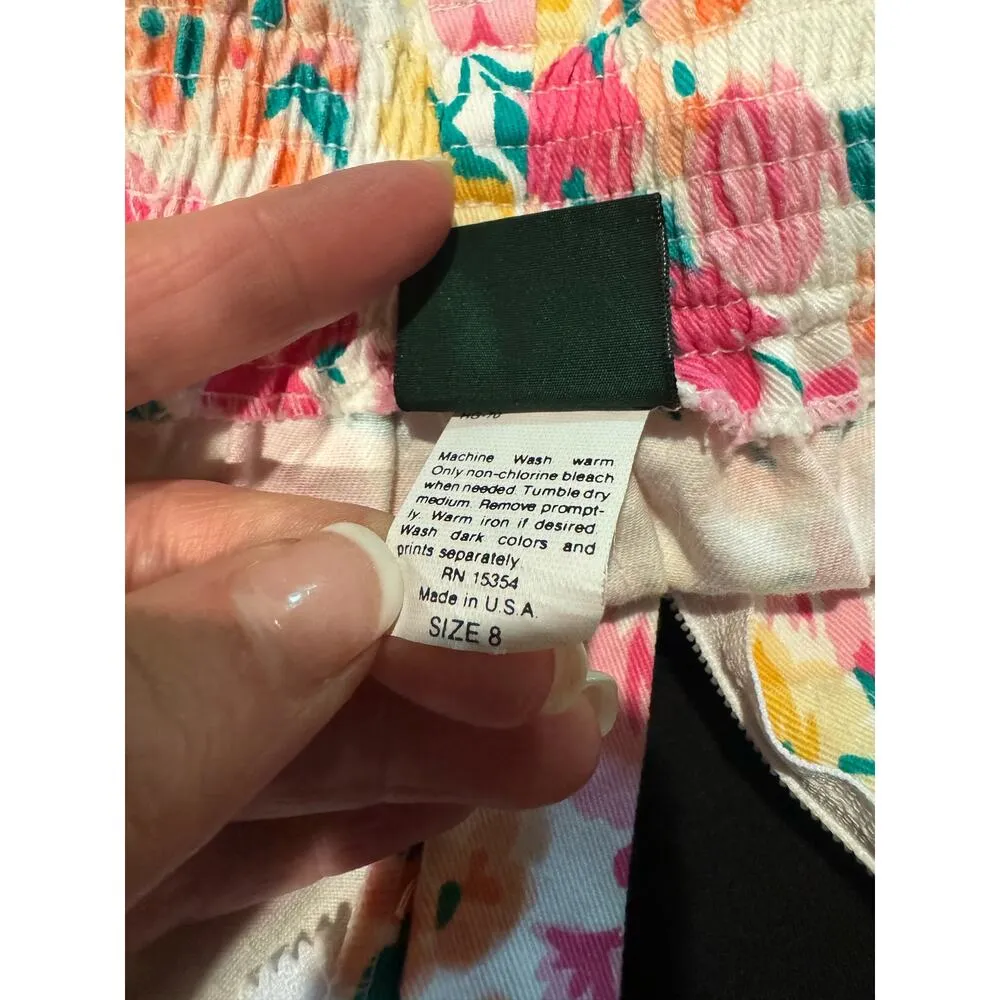 Machine Wash warm
Only non-chlorine bleach
when needed. Tumble dry
medium. Remove prompt-
ly. Warm iron if desired
Wash dark colors and
prints separately.
RN 15354
Made in U.S.A.
SIZE 8